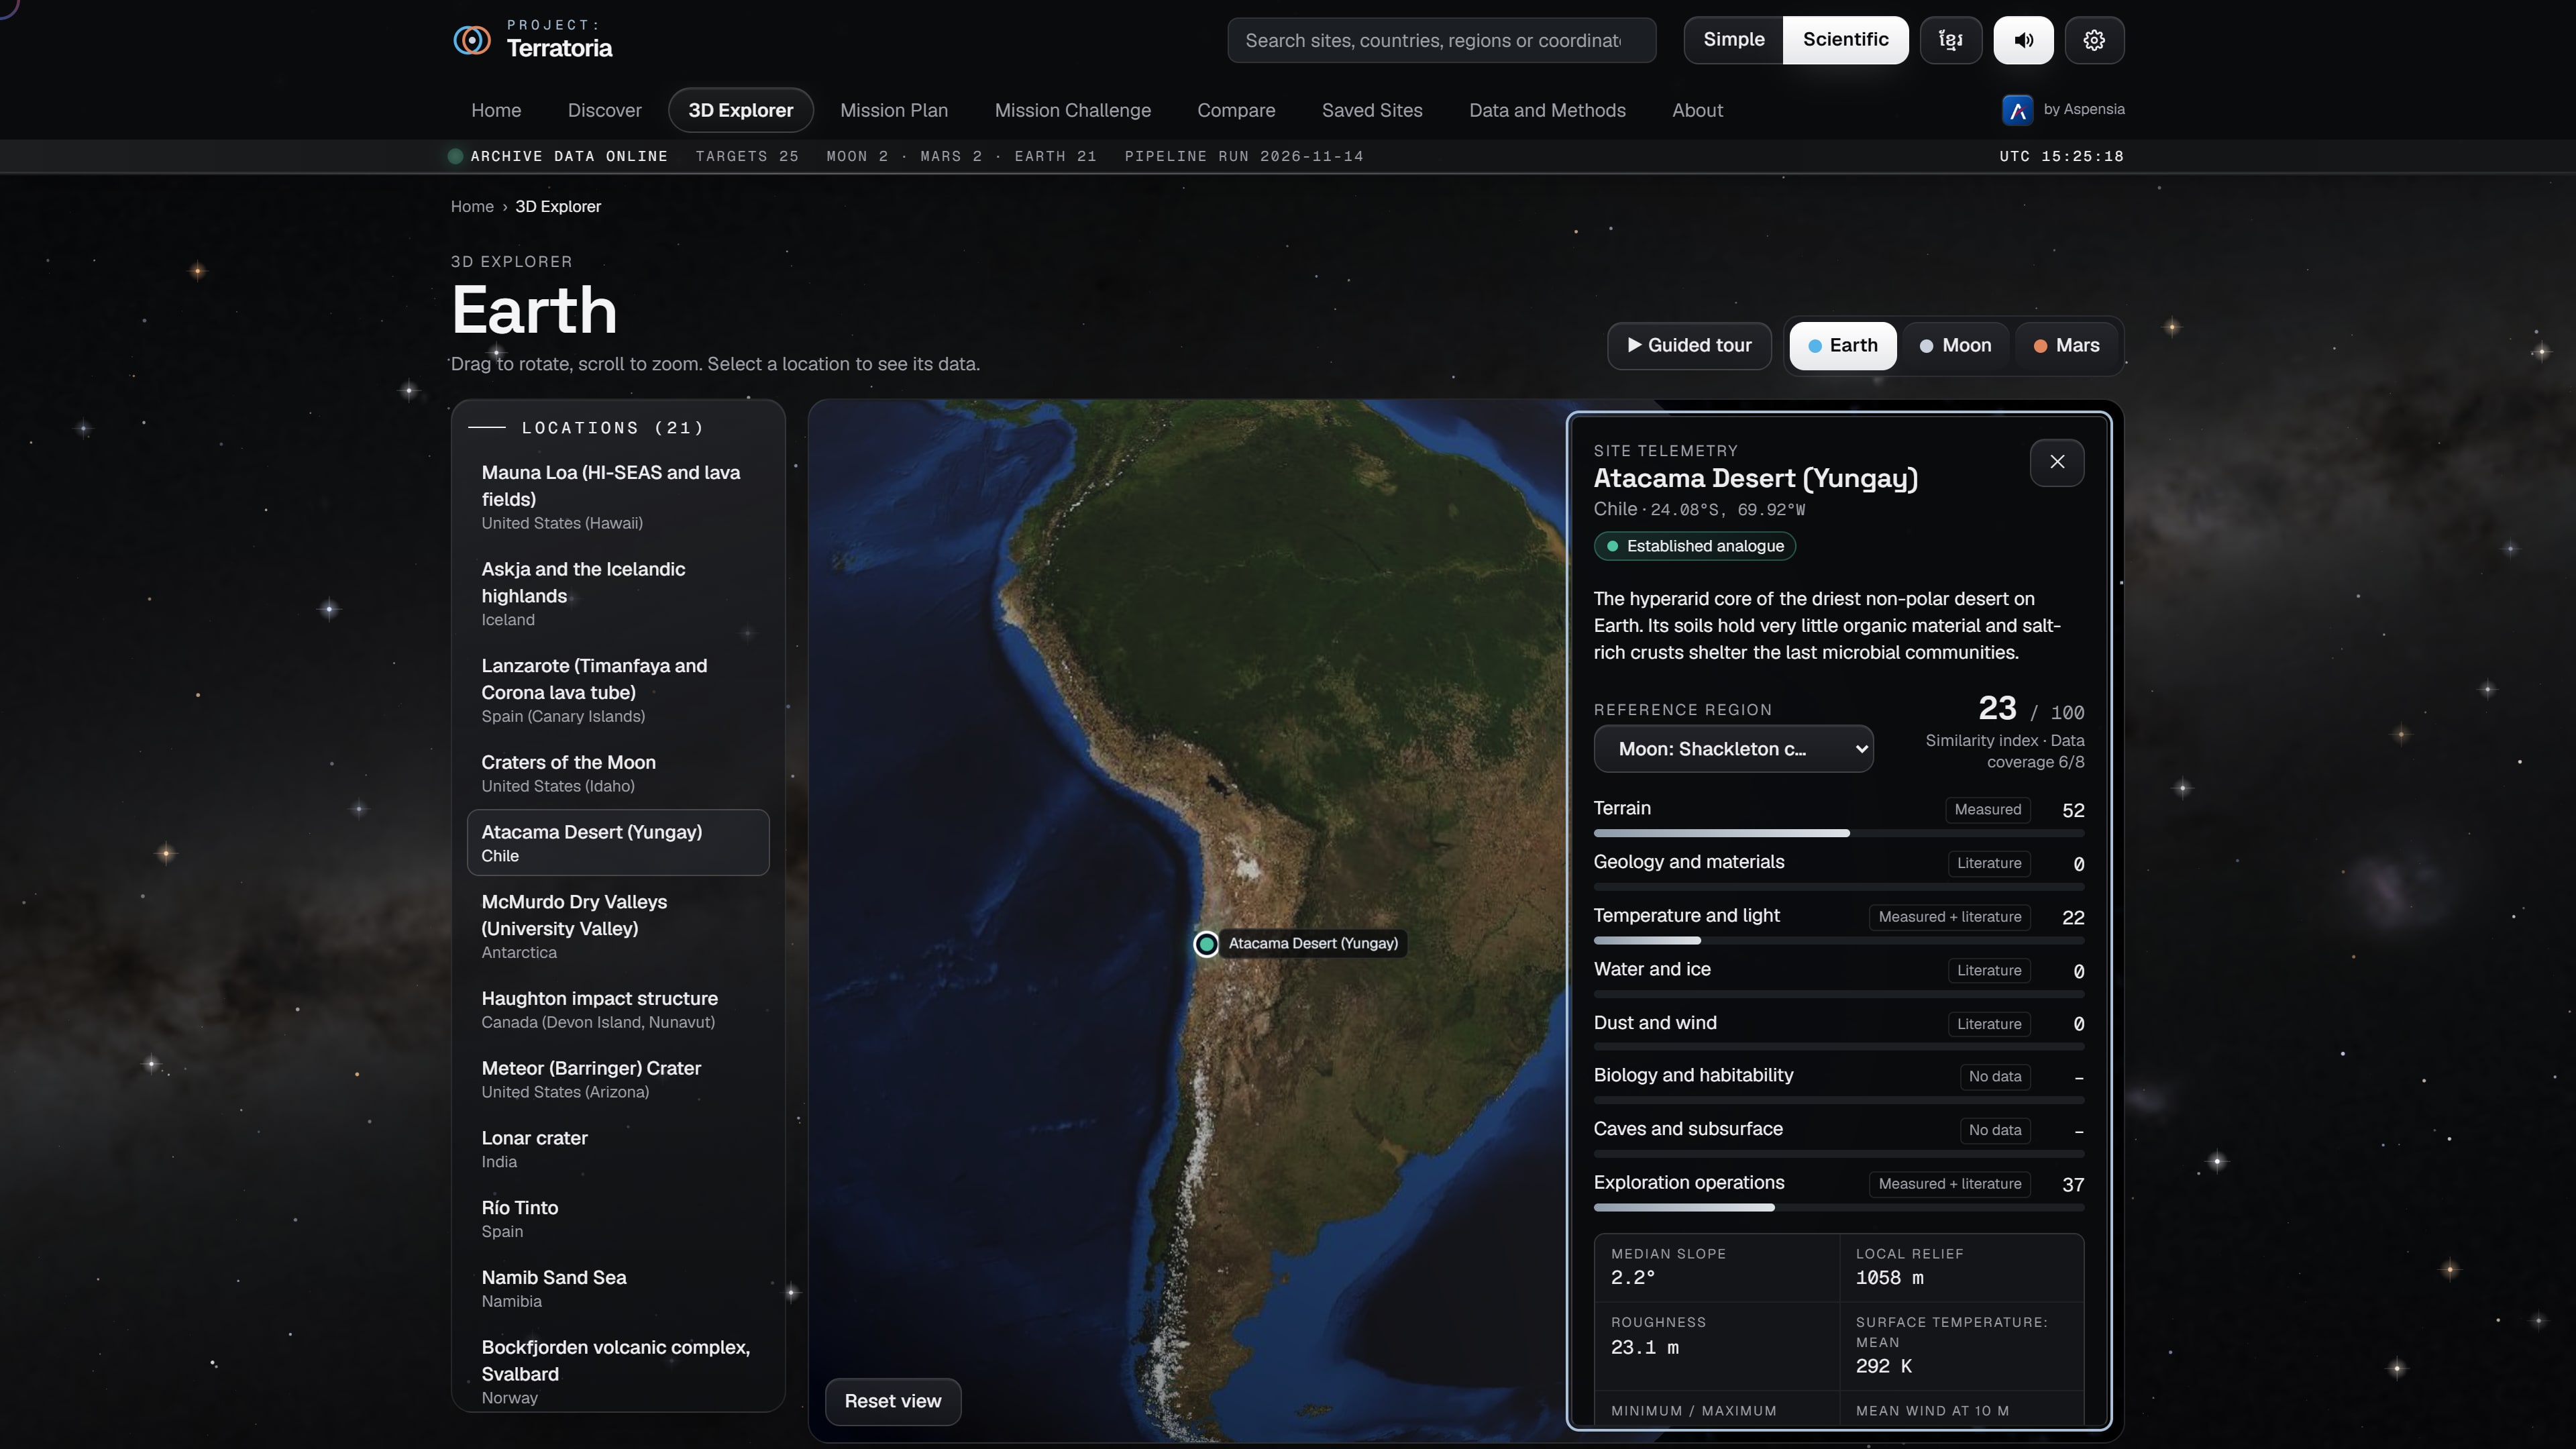 PROJECT:
Terratoria
Search sites, countries, regions or coordinat
Simple
Scientific
ខ្មែរ
Home
Discover
3D Explorer
Mission Plan
Mission Challenge
Compare
Saved Sites
Data and Methods
About
by Aspensia
ARCHIVE DATA ONLINE
TARGETS 25
MOON 2 · MARS 2 · EARTH 21
PIPELINE RUN 2026-11-14
UTC 15:25:18
Home › 3D Explorer
3D EXPLORER
Earth
Drag to rotate, scroll to zoom. Select a location to see its data.
Guided tour
Earth
Moon
Mars
LOCATIONS (21)
Mauna Loa (HI-SEAS and lava
fields)
United States (Hawaii)
Askja and the Icelandic
highlands
Iceland
Lanzarote (Timanfaya and
Corona lava tube)
Spain (Canary Islands)
Craters of the Moon
United States (Idaho)
Atacama Desert (Yungay)
Chile
McMurdo Dry Valleys
(University Valley)
Antarctica
Haughton impact structure
Canada (Devon Island, Nunavut)
Meteor (Barringer) Crater
United States (Arizona)
Lonar crater
India
Río Tinto
Spain
Namib Sand Sea
Namibia
Bockfjorden volcanic complex,
Svalbard
Norway
Atacama Desert (Yungay)
Reset view
SITE TELEMETRY
Atacama Desert (Yungay)
Chile · 24.08°S, 69.92°W
Established analogue
The hyperarid core of the driest non-polar desert on
Earth. Its soils hold very little organic material and salt-
rich crusts shelter the last microbial communities.
REFERENCE REGION
Moon: Shackleton c...
23 / 100
Similarity index · Data
coverage 6/8
Terrain Measured 52
Geology and materials Literature 0
Temperature and light Measured + literature 22
Water and ice Literature 0
Dust and wind Literature 0
Biology and habitability No data –
Caves and subsurface No data –
Exploration operations Measured + literature 37
MEDIAN SLOPE
2.2°
LOCAL RELIEF
1058 m
ROUGHNESS
23.1 m
SURFACE TEMPERATURE:
MEAN
292 K
MINIMUM / MAXIMUM
MEAN WIND AT 10 M